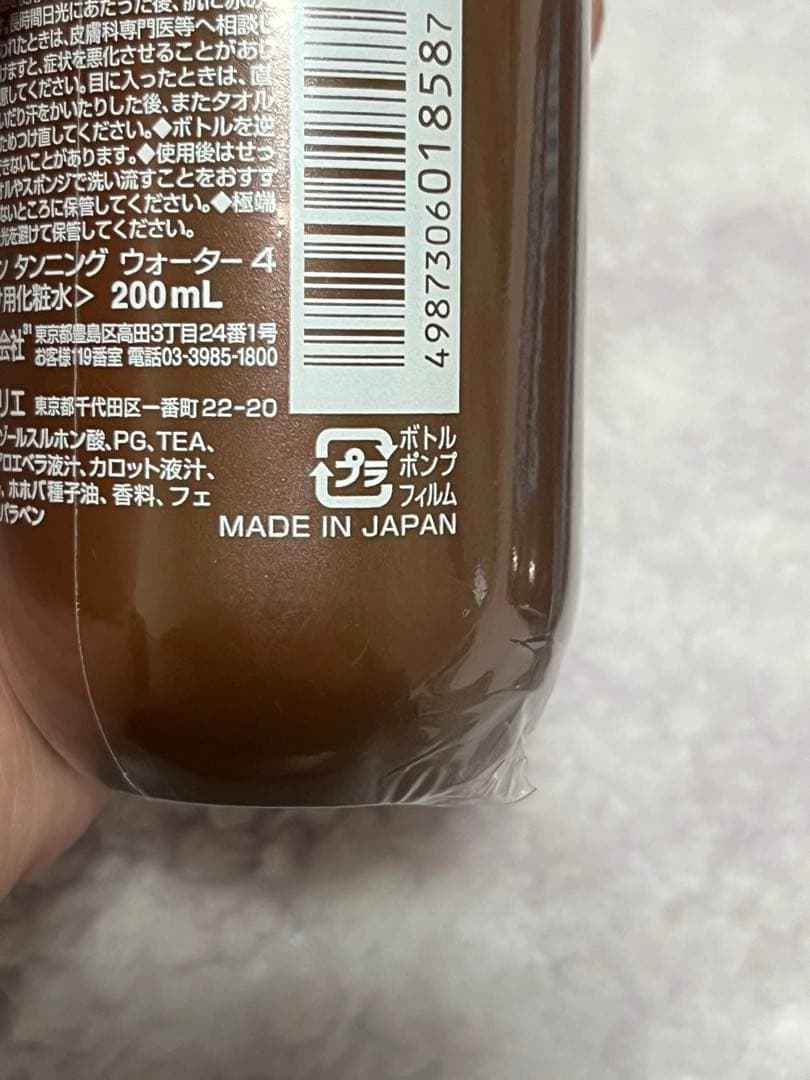 長時間日光にあたった後、肌に赤み
われたときは、皮膚科専門医等へ相談し
けますと、症状を悪化させることがあり
してください。目に入ったときは、直
いだり汗をかいたりした後、またタオル
ためつけ直してください。◆ボトルを逆
できないことがあります。◆使用後はせっ
オルやスポンジで洗い流すことをおすす
ないところに保管してください。◆極端
光を避けて保管してください。
ン タンニング ウォーター 4
用化粧水> 200mL
会社 31 東京都豊島区高田3丁目24番1号
お客様119番室 電話03-3985-1800
リエ 東京都千代田区一番町22-20
ゾールスルホン酸、PG、TEA、
アロエベラ液汁、カロット液汁、
ホホバ種子油、香料、フェ
パラベン
4987306018587
プラ
ボトル
ポンプ
フィルム
MADE IN JAPAN